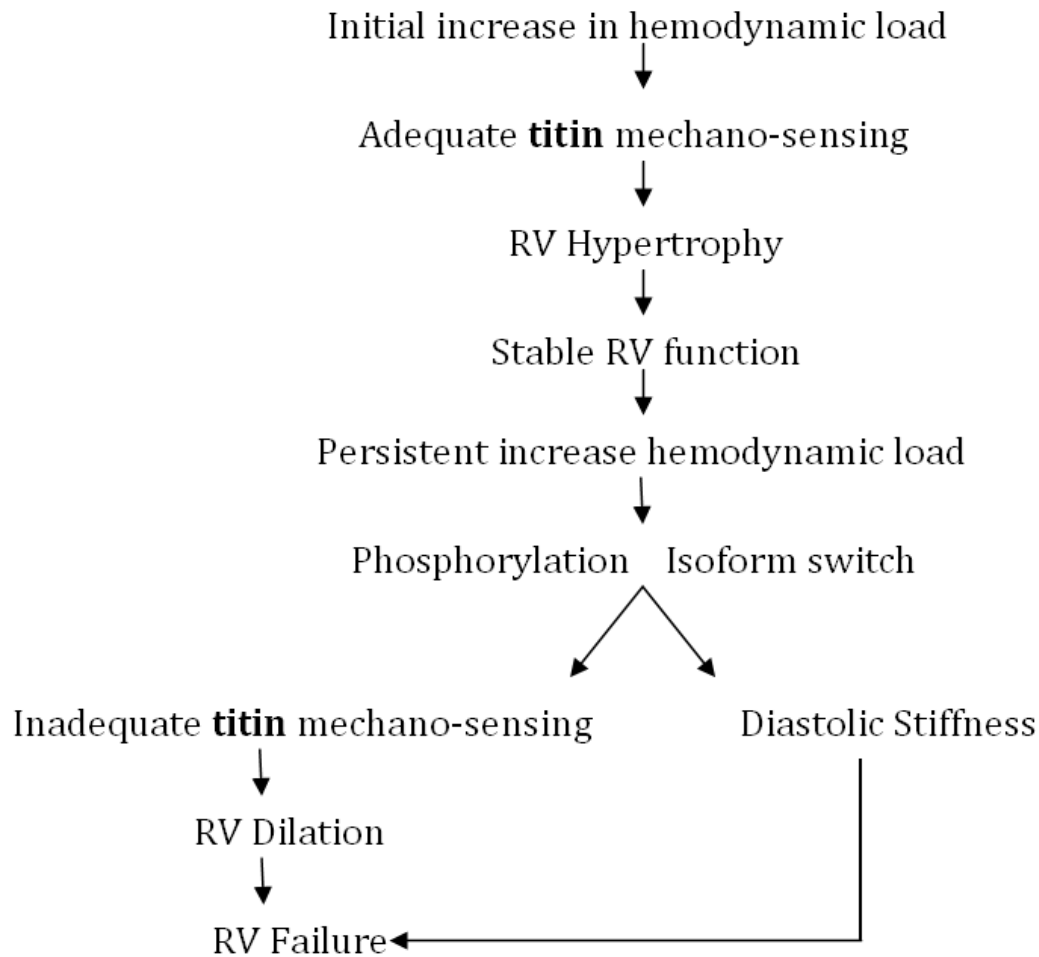 Initial increase in hemodynamic load
Adequate titin mechano-sensing
RV Hypertrophy
Stable RV function
Persistent increase hemodynamic load
Phosphorylation Isoform switch
Inadequate titin mechano-sensing
Diastolic Stiffness
RV Dilation
RV Failure